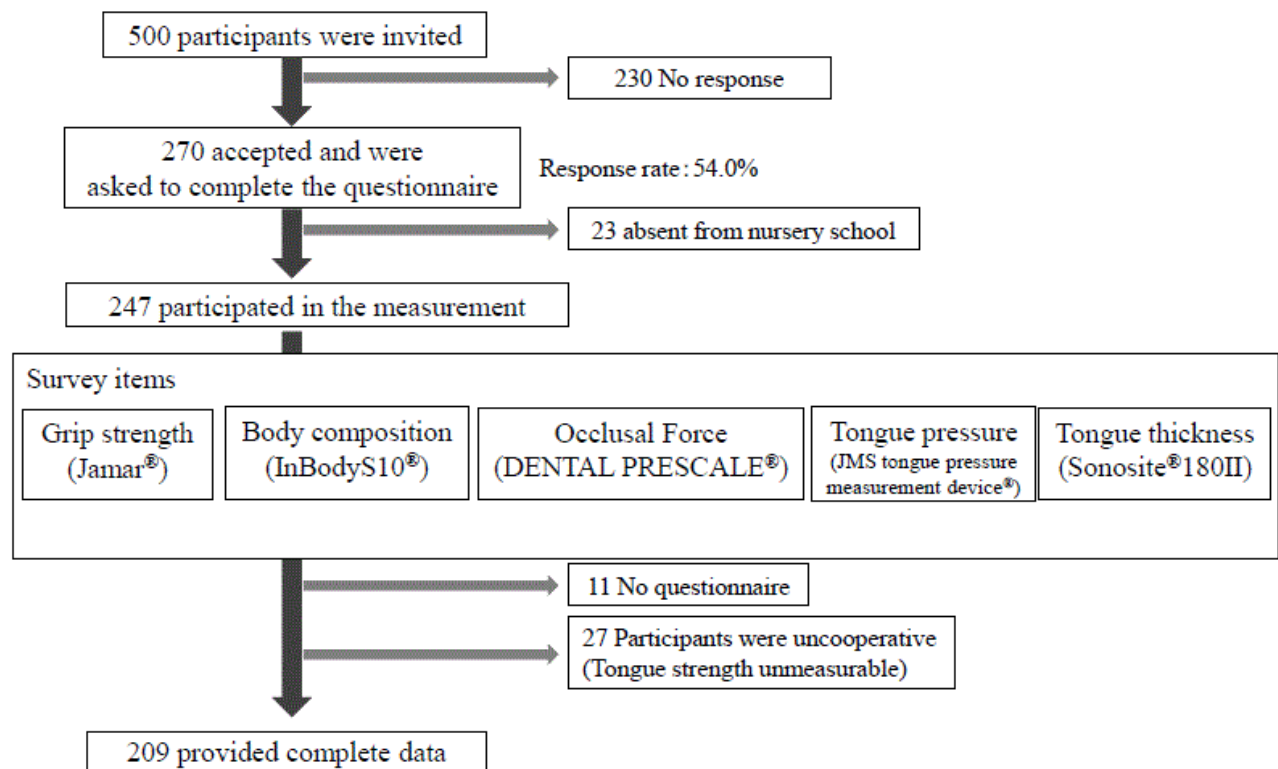 500 participants were invited
230 No response
270 accepted and were
asked to complete the questionnaire
Response rate : 54.0%
23 absent from nursery school
247 participated in the measurement
Survey items
Grip strength
(Jamar®)
Body composition
(InBodyS10®)
Occlusal Force
(DENTAL PRESCALE®)
Tongue pressure
(JMS tongue pressure
measurement device®)
Tongue thickness
(Sonosite®180II)
11 No questionnaire
27 Participants were uncooperative
(Tongue strength unmeasurable)
209 provided complete data